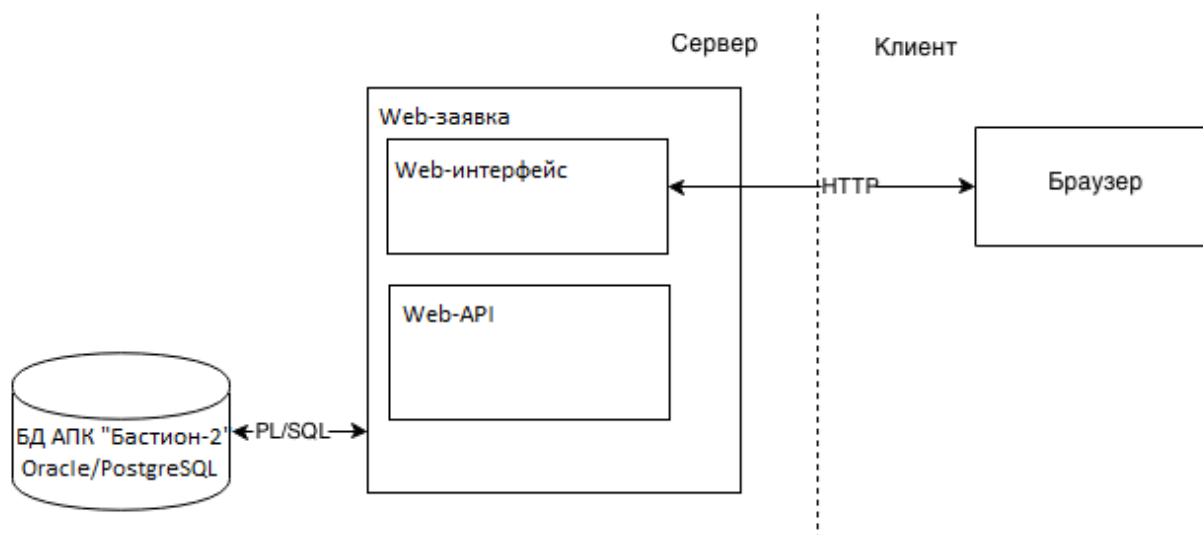 Сервер
Клиент
Web-заявка
Web-интерфейс
HTTP
Браузер
Web-API
БД АПК "Бастион-2"
Oracle/PostgreSQL
PL/SQL